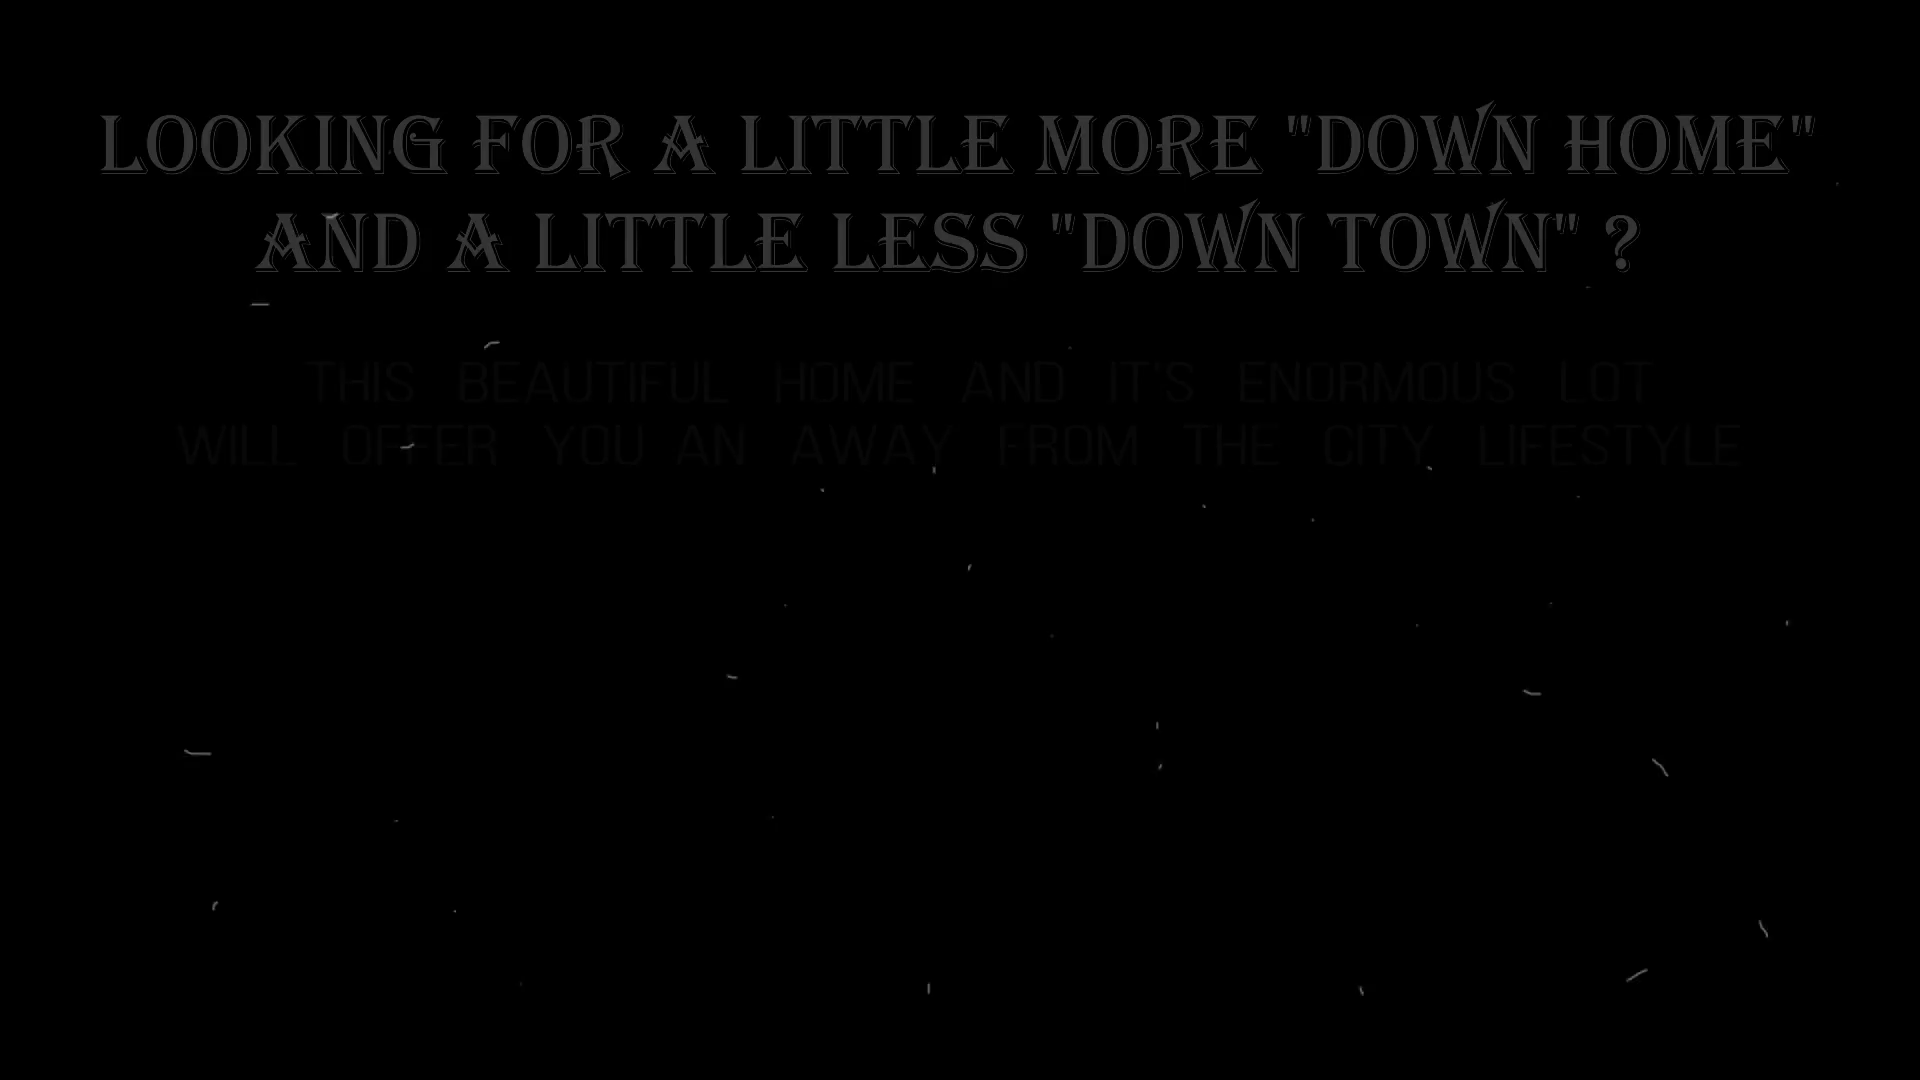 LOOKING FOR A LITTLE MORE "DOWN HOME"
AND A LITTLE LESS "DOWN TOWN" ?
THIS BEAUTIFUL HOME AND IT'S ENORMOUS LOT
WILL OFFER YOU AN AWAY FROM THE CITY LIFESTYLE